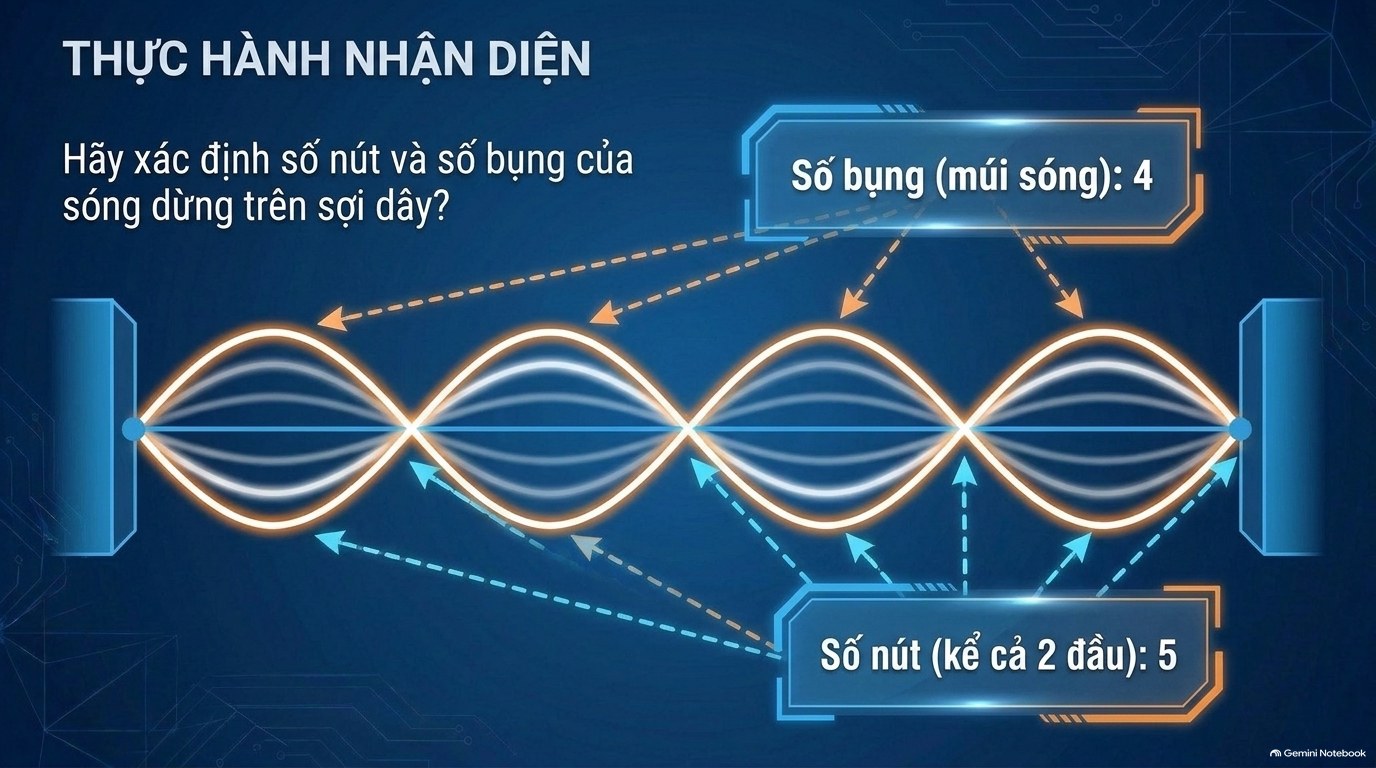 THỰC HÀNH NHẬN DIỆN
Hãy xác định số nút và số bụng của
sóng dừng trên sợi dây?
Số bụng (múi sóng): 4
Số nút (kể cả 2 đầu): 5
Gemini Notebook